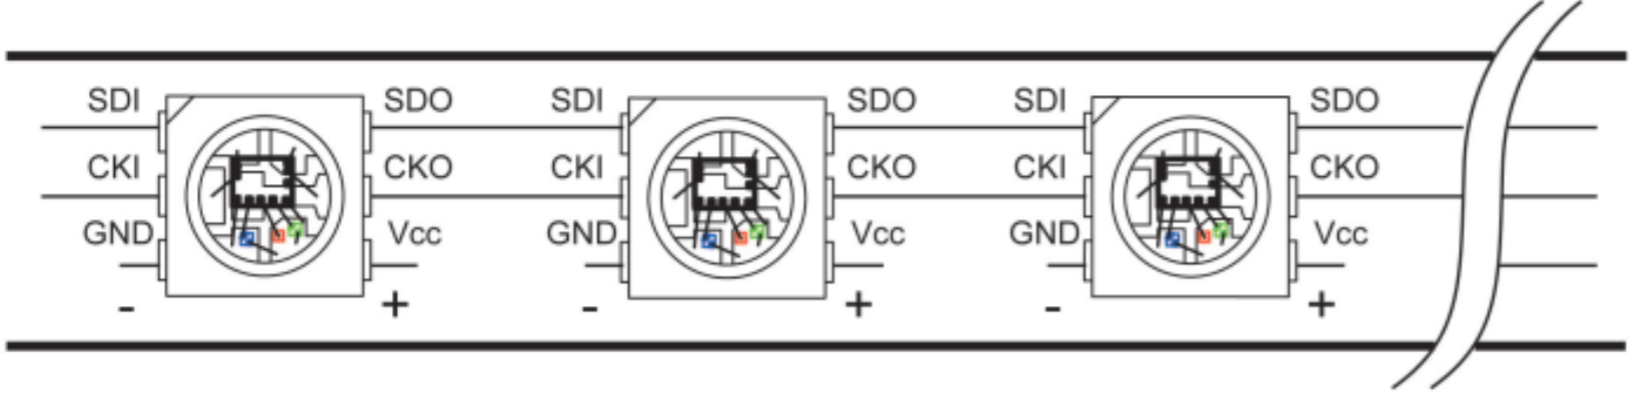 SDI SDO SDI SDO SDI SDO
CKI CKO CKI CKO CKI CKO
GND Vcc GND Vcc GND Vcc
- + - + - +